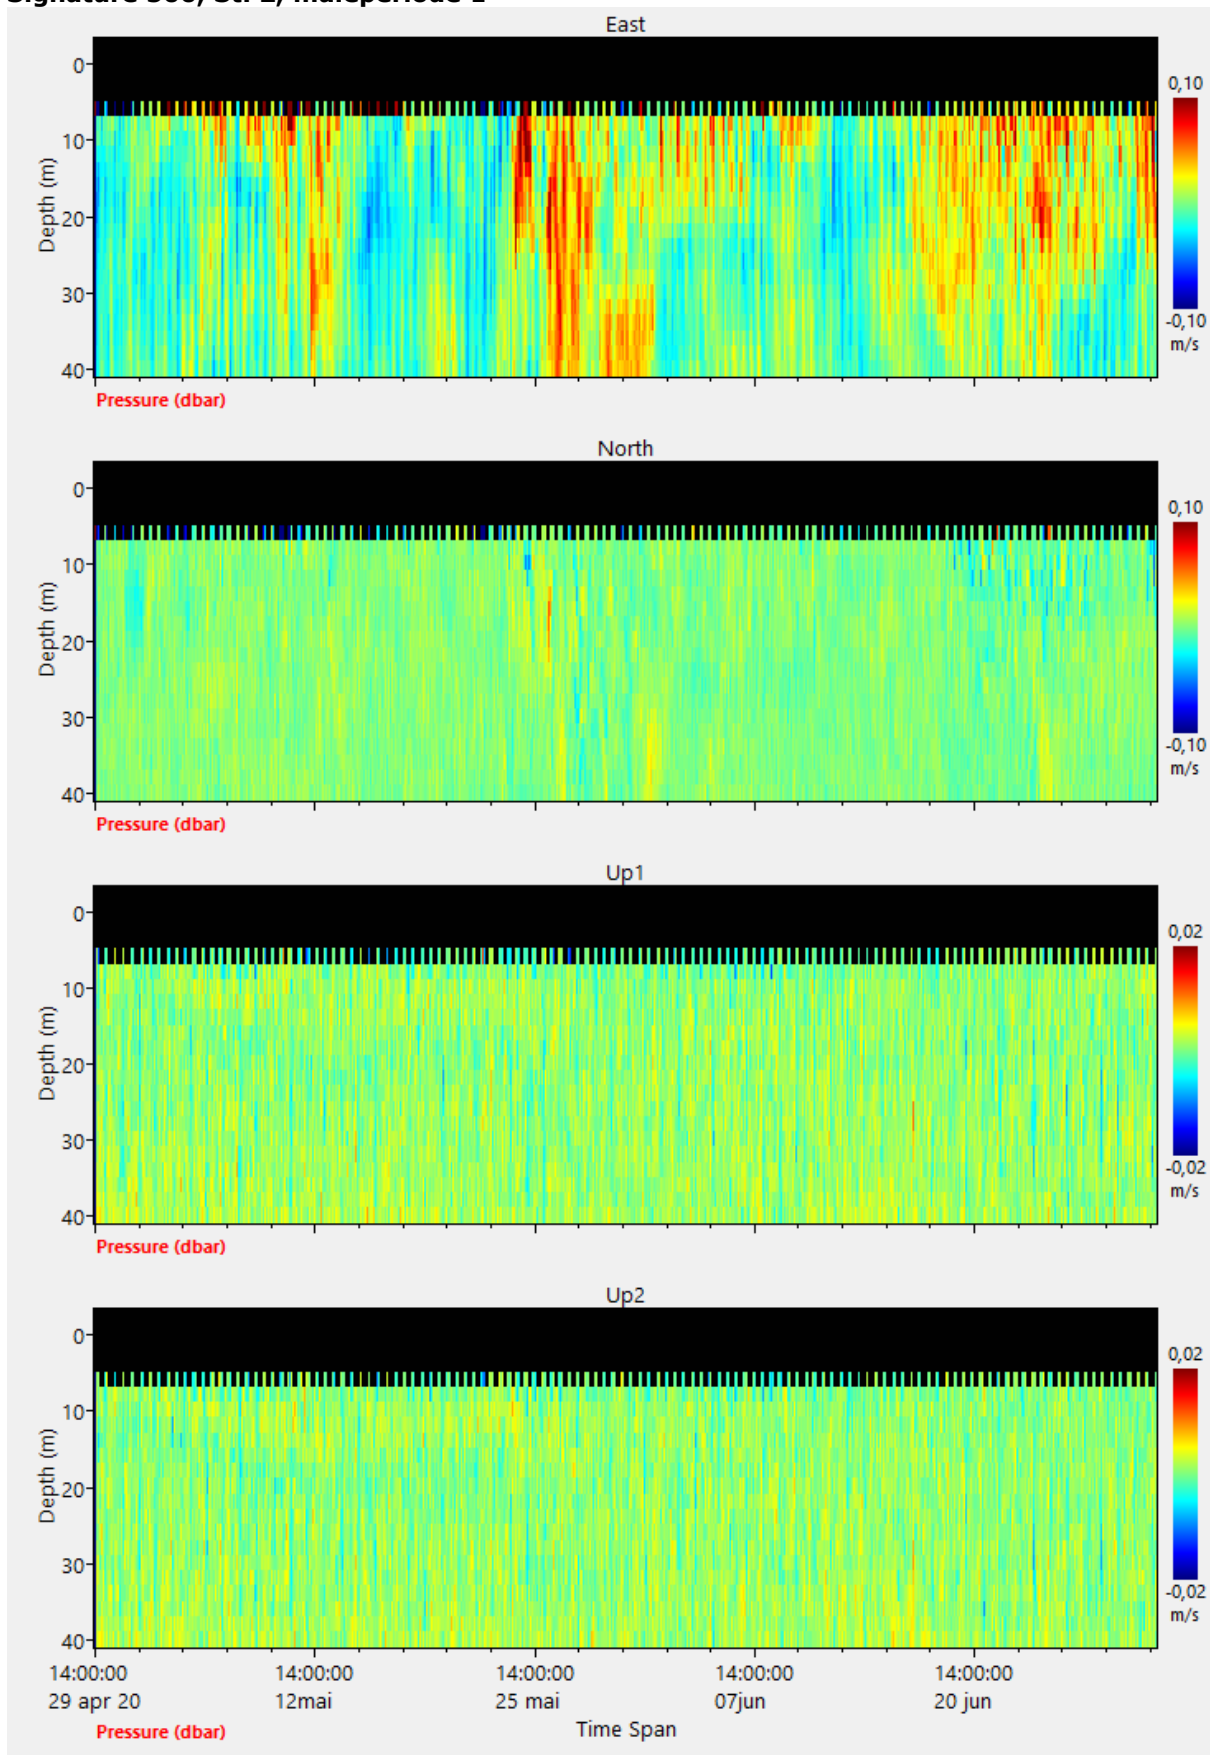 East
0
10
20
30
40
Depth (m)
0,10
-0,10
m/s
Pressure (dbar)
North
0
10
20
30
40
Depth (m)
0,10
-0,10
m/s
Pressure (dbar)
Up1
0
10
20
30
40
Depth (m)
0,02
-0,02
m/s
Pressure (dbar)
Up2
0
10
20
30
40
Depth (m)
0,02
-0,02
m/s
14:00:00 14:00:00 14:00:00 14:00:00 14:00:00
29 apr 20 12mai 25 mai 07jun 20 jun
Pressure (dbar) Time Span